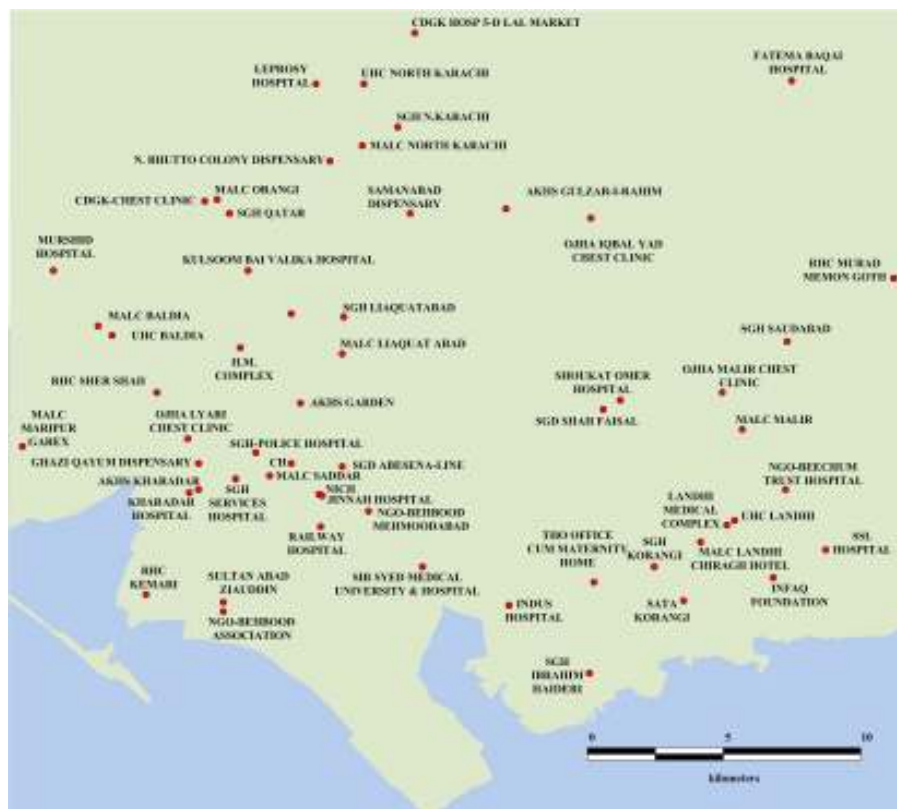 CDGK HOSP 5-D LAL MARKET
FATEMA BAQAI
HOSPITAL
LEPROSY
HOSPITAL
UHC NORTH KARACHI
SGH N.KARACHI
MALC NORTH KARACHI
N. BHUTTO COLONY DISPENSARY
MALC ORANGI
CDGK-CHEST CLINIC
SGH QATAR
SAMANABAD
DISPENSARY
AKHS GULZAR-I-RAHIM
OJHA IQBAL YAD
CHEST CLINIC
MURSHID
HOSPITAL
KULSOOM BAI VALIKA HOSPITAL
RHC MURAD
MEMON GOTH
MALC BALDIA
UHC BALDIA
SGH LIAQUATABAD
MALC LIAQUAT ABAD
H.M.
COMPLEX
SGH SAUDABAD
RHC SHER SHAH
SHOUKAT OMER
HOSPITAL
SGD SHAH FAISAL
OJHA MALIR CHEST
CLINIC
AKHS GARDEN
MALC
MARIPUR
GAREX
OJHA LYARI
CHEST CLINIC
MALC MALIR
SGH-POLICE HOSPITAL
GHAZI QAYUM DISPENSARY
CH
SGD ABESENA-LINE
MALC SADDAR
AKHS KHARADAR
KHARADAH
HOSPITAL
SGH
SERVICES
HOSPITAL
NICH
JINNAH HOSPITAL
NGO-BEHBOOD
MEHMOODABAD
NGO-BEECHUM
TRUST HOSPITAL
LANDHI
MEDICAL
COMPLEX
UHC LANDHI
RAILWAY
HOSPITAL
THO OFFICE
CUM MATERNITY
HOME
SGH
KORANGI
MALC LANDHI
CHIRAGH HOTEL
SSL
HOSPITAL
RHC
KEMARI
SULTAN ABAD
ZIAUDDIN
SIR SYED MEDICAL
UNIVERSITY & HOSPITAL
INFAQ
FOUNDATION
NGO-BEHBOOD
ASSOCIATION
INDUS
HOSPITAL
SATA
KORANGI
SGH
IBRAHIM
HAIDERI
0 5 10
kilometers